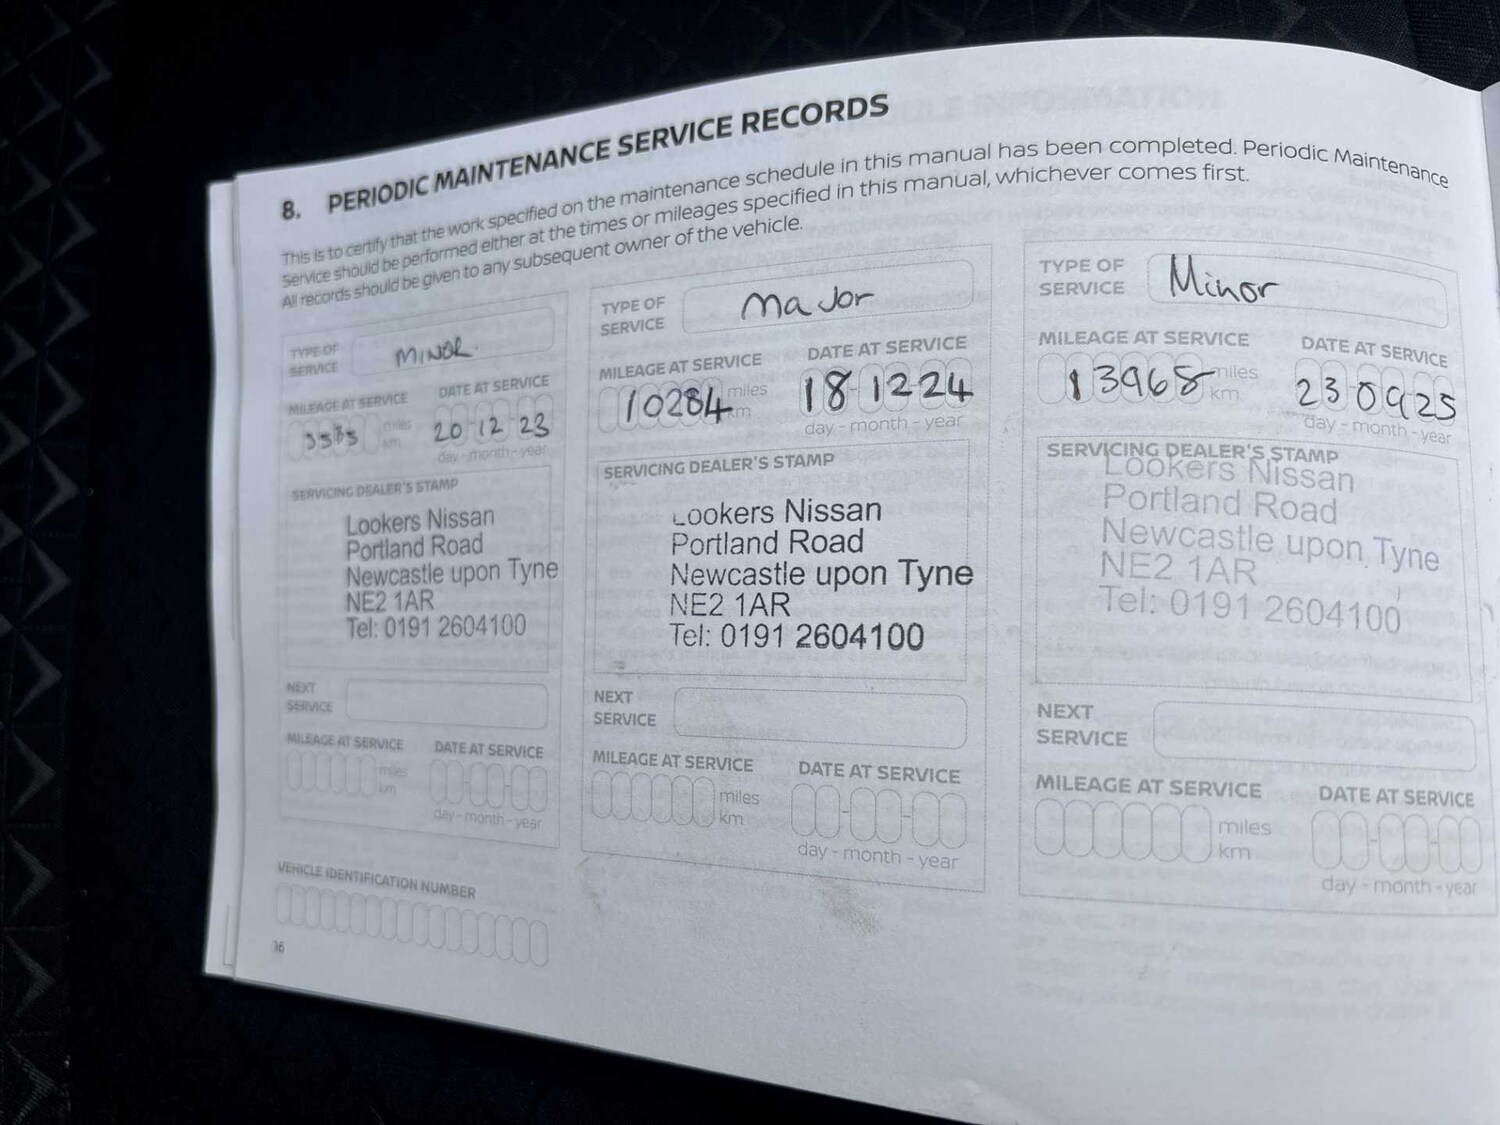 8. PERIODIC MAINTENANCE SERVICE RECORDS
This is to certify that the work specified on the maintenance schedule in this manual has been completed. Periodic Maintenance
Service should be performed either at the times or mileages specified in this manual, whichever comes first.
All records should be given to any subsequent owner of the vehicle.
TYPE OF
SERVICE
MINOR.
MILEAGE AT SERVICE
DATE AT SERVICE
miles
km
20 12 23
day - month - year
SERVICING DEALER'S STAMP
Lookers Nissan
Portland Road
Newcastle upon Tyne
NE2 1AR
Tel: 0191 2604100
NEXT
SERVICE
MILEAGE AT SERVICE
DATE AT SERVICE
miles
km
day - month - year
VEHICLE IDENTIFICATION NUMBER
16
TYPE OF
SERVICE
Major
MILEAGE AT SERVICE
DATE AT SERVICE
10284 miles
km
18 12 24
day - month - year
SERVICING DEALER'S STAMP
Lookers Nissan
Portland Road
Newcastle upon Tyne
NE2 1AR
Tel: 0191 2604100
NEXT
SERVICE
MILEAGE AT SERVICE
DATE AT SERVICE
miles
km
day - month - year
TYPE OF
SERVICE
Minor
MILEAGE AT SERVICE
DATE AT SERVICE
13968 miles
km
23 09 25
day - month - year
SERVICING DEALER'S STAMP
Lookers Nissan
Portland Road
Newcastle upon Tyne
NE2 1AR
Tel: 0191 2604100
NEXT
SERVICE
MILEAGE AT SERVICE
DATE AT SERVICE
miles
km
day - month - year